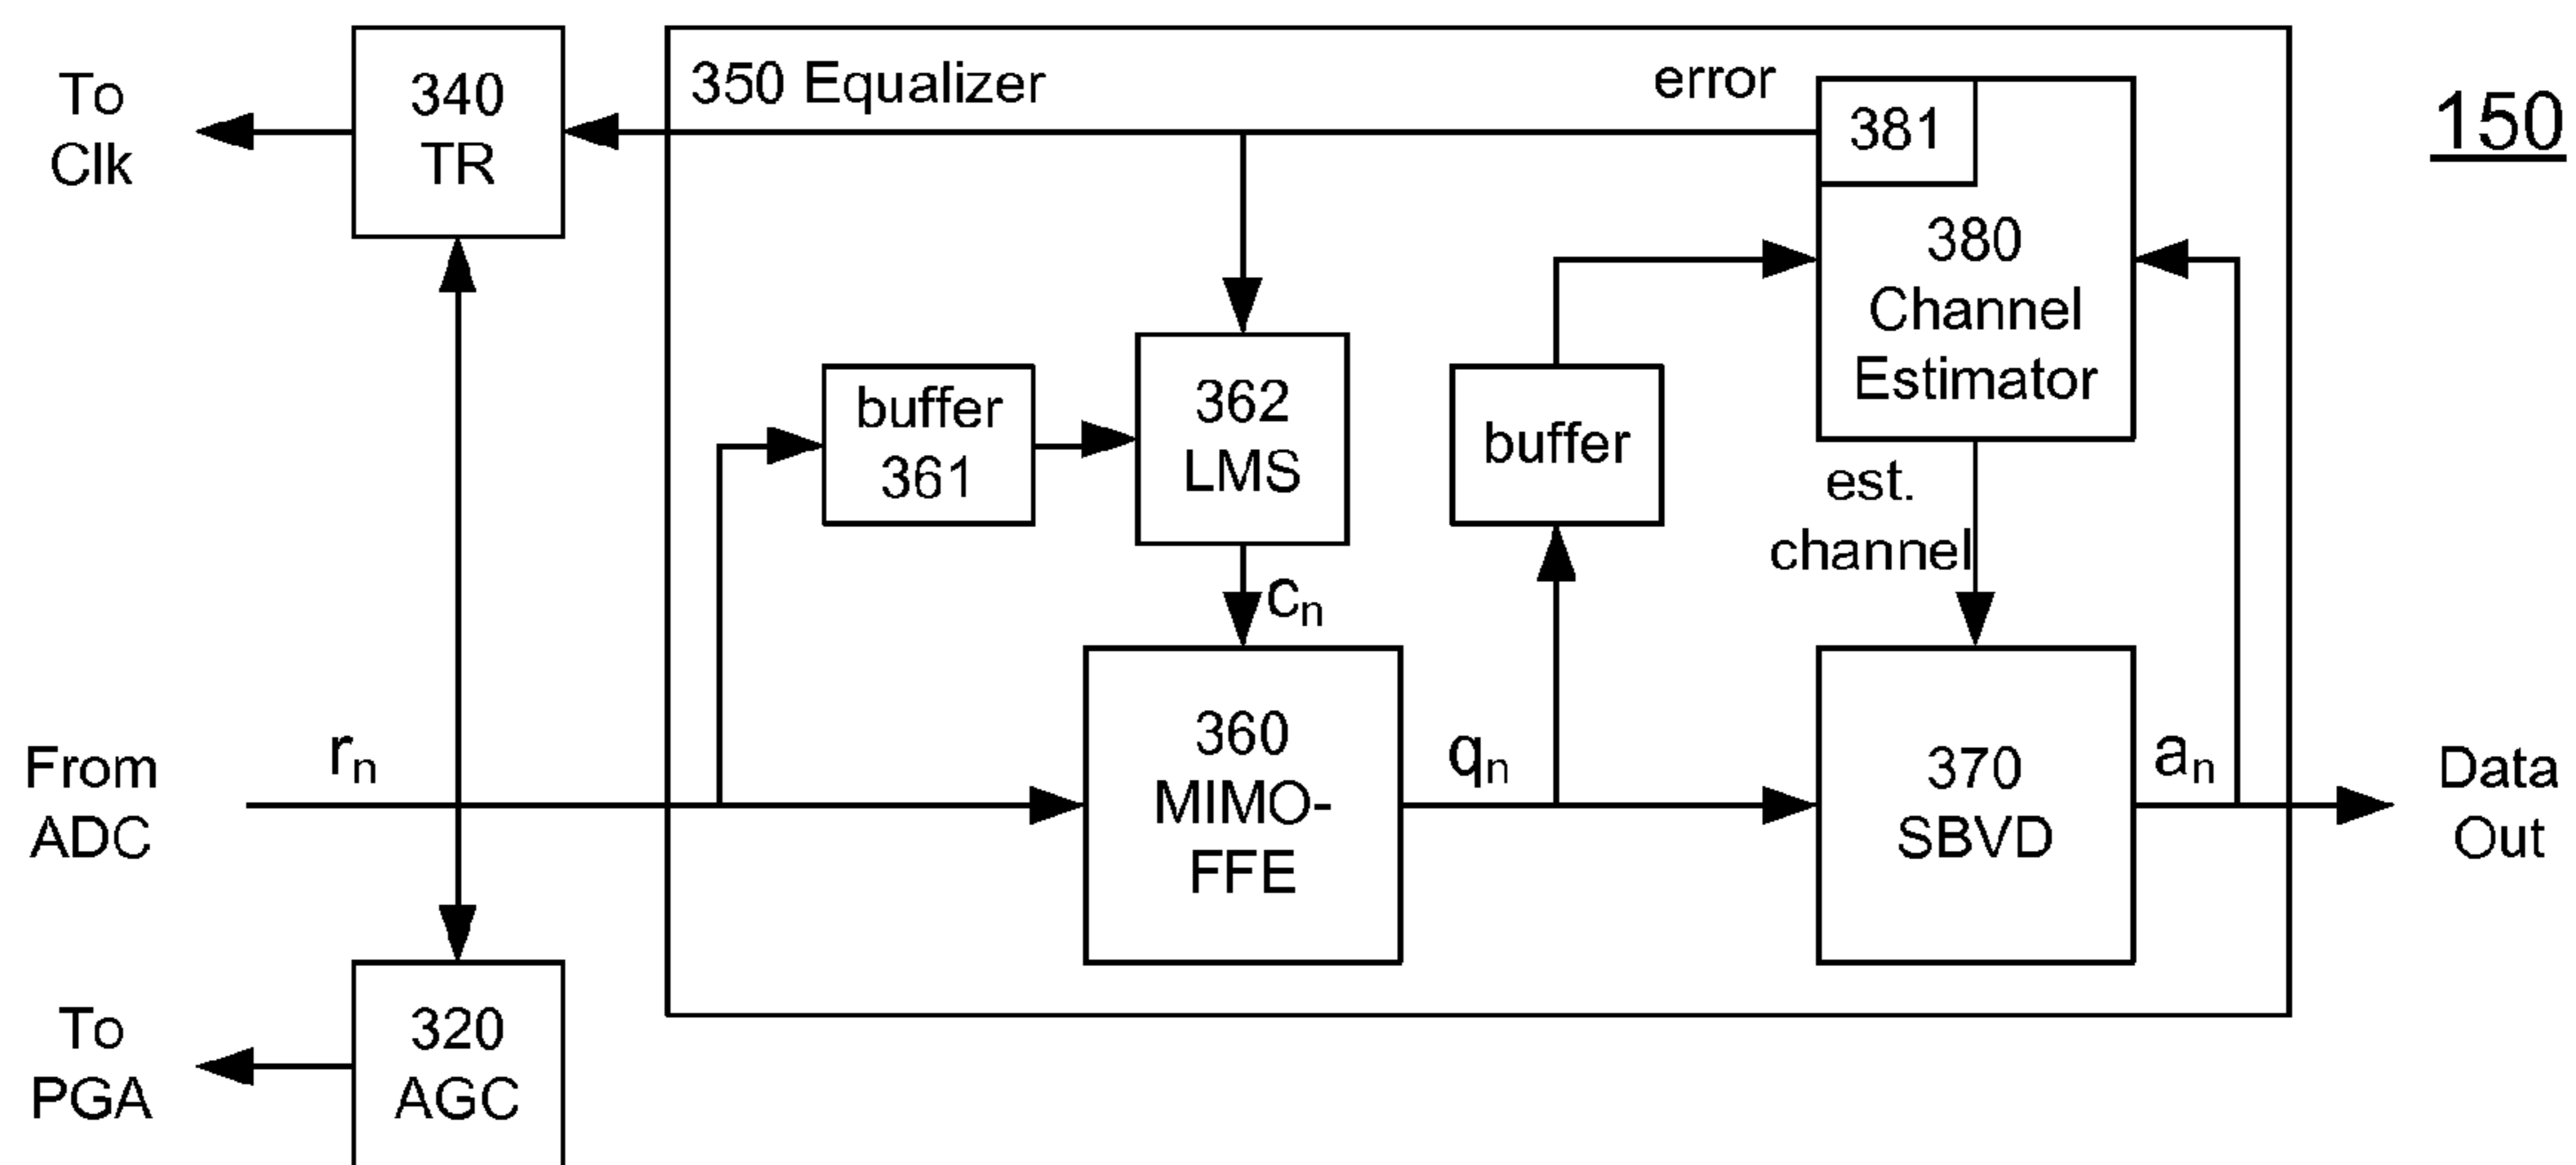 To
Clk
340
TR
350 Equalizer
error
381
150
380
Channel
Estimator
buffer
361
362
LMS
buffer
est.
channel
cₙ
From
ADC
rₙ
360
MIMO-
FFE
qₙ
370
SBVD
aₙ
Data
Out
To
PGA
320
AGC